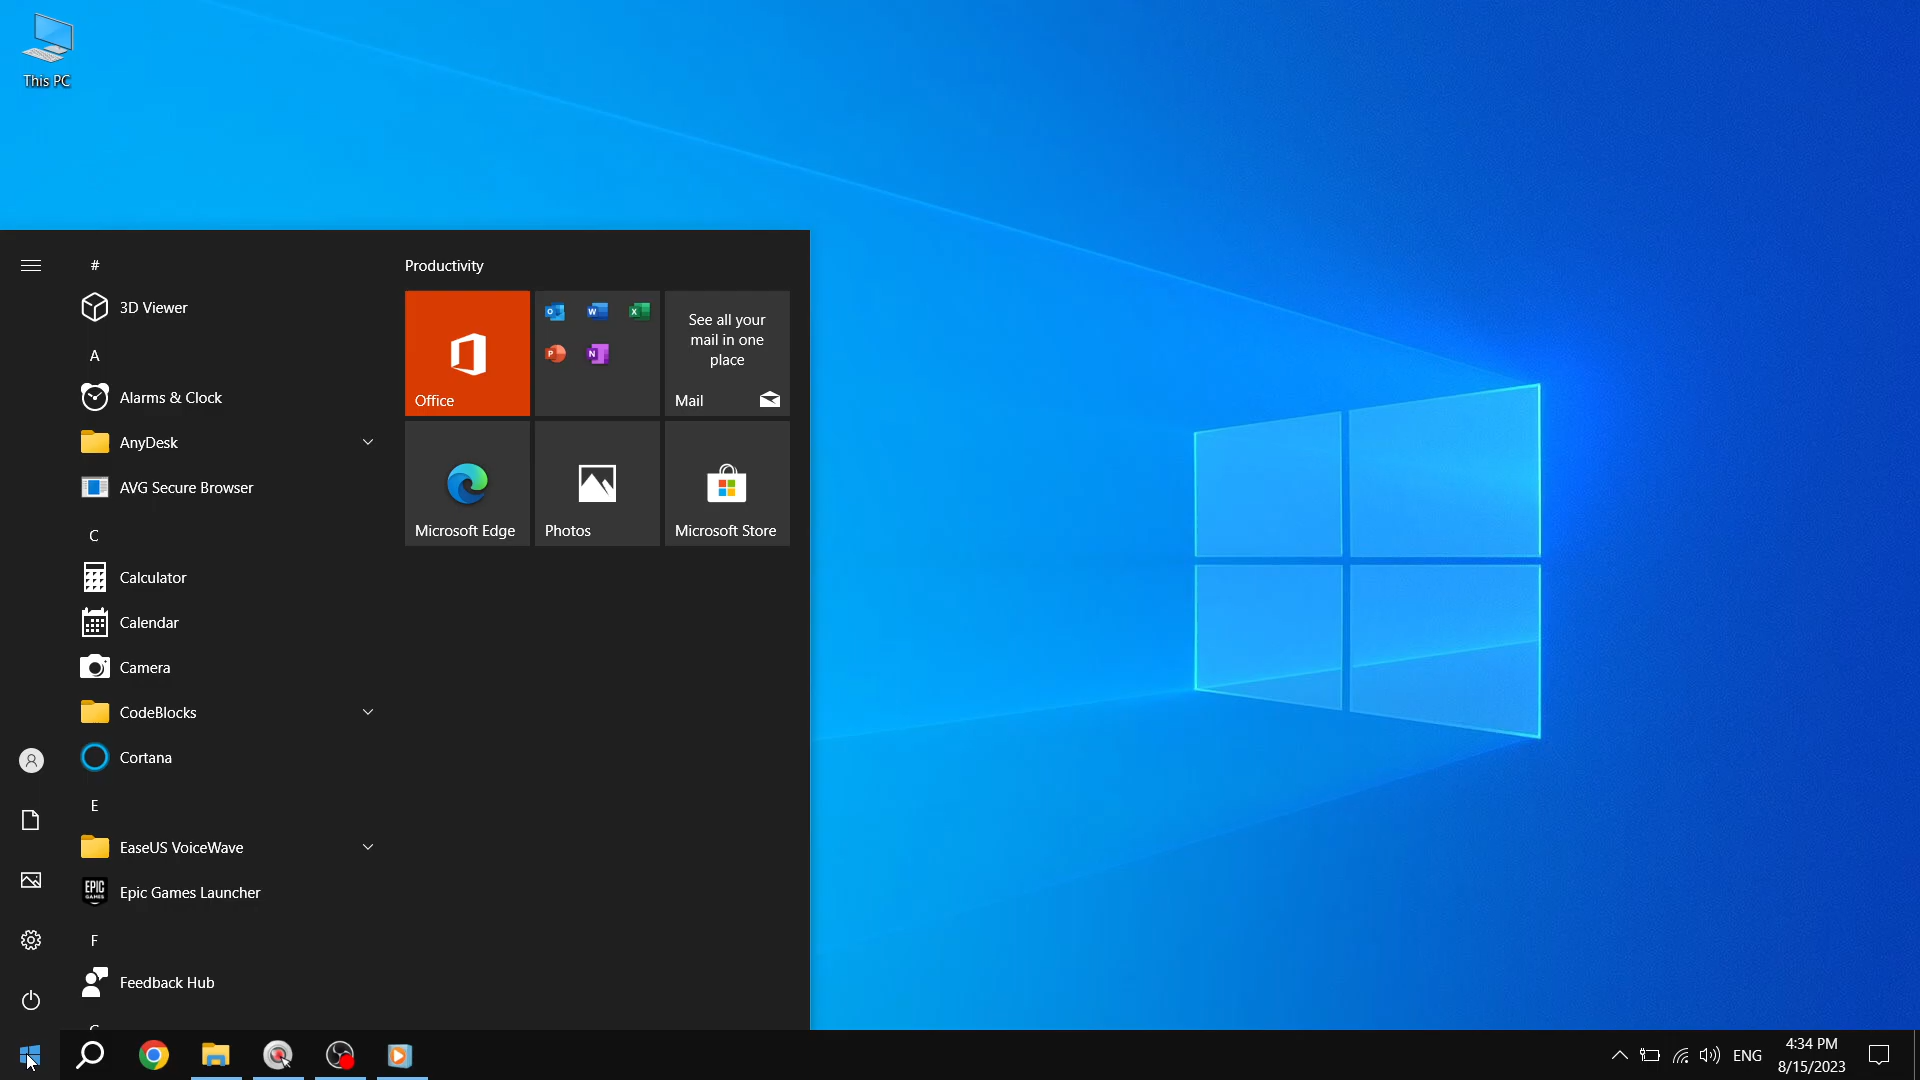 This PC
#
3D Viewer
A
Alarms & Clock
AnyDesk
AVG Secure Browser
C
Calculator
Calendar
Camera
CodeBlocks
Cortana
E
EaseUS VoiceWave
EPIC
GAMES
Epic Games Launcher
F
Feedback Hub
Productivity
Office
See all your
mail in one
place
Mail
Microsoft Edge
Photos
Microsoft Store
ENG
4:34 PM
8/15/2023